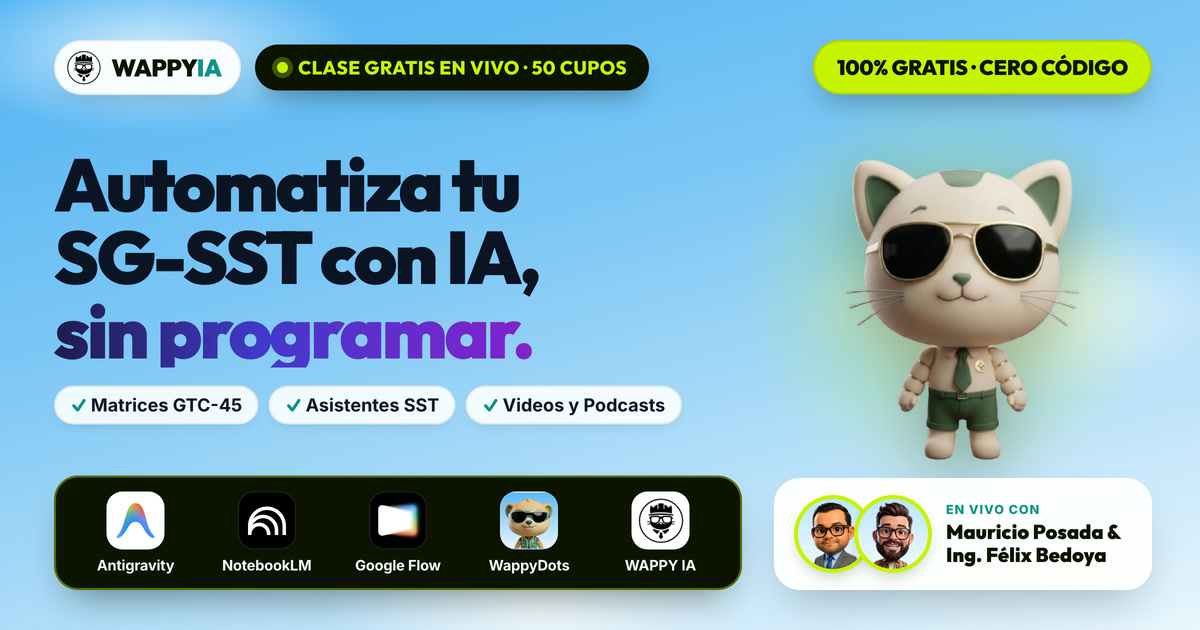 WAPPYIA
CLASE GRATIS EN VIVO · 50 CUPOS
100% GRATIS · CERO CÓDIGO
Automatiza tu
SG-SST con IA,
sin programar.
Matrices GTC-45
Asistentes SST
Videos y Podcasts
Antigravity
NotebookLM
Google Flow
WappyDots
WAPPY IA
EN VIVO CON
Mauricio Posada &
Ing. Félix Bedoya